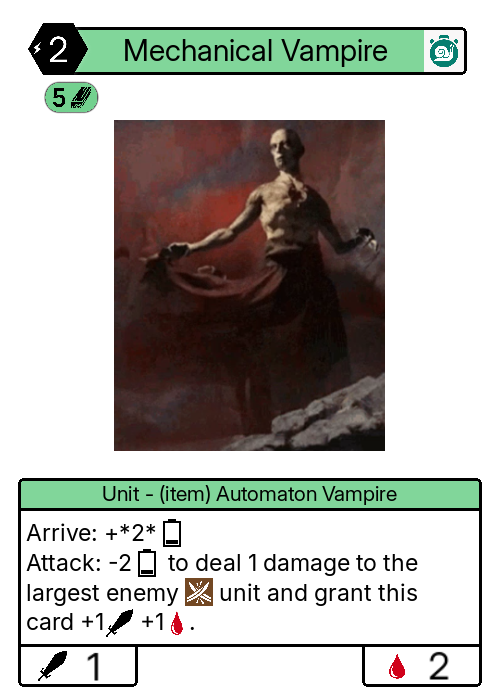 2
Mechanical Vampire
5
Unit - (item) Automaton Vampire
Arrive: +*2*
Attack: -2 to deal 1 damage to the
largest enemy unit and grant this
card +1 +1 .
1
2